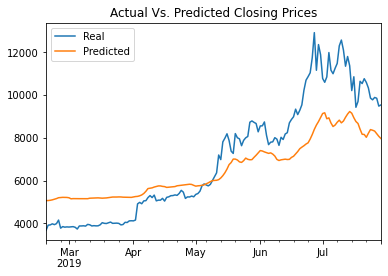 Actual Vs. Predicted Closing Prices
Real
Predicted
12000
10000
8000
6000
4000
Mar
2019
Apr
May
Jun
Jul